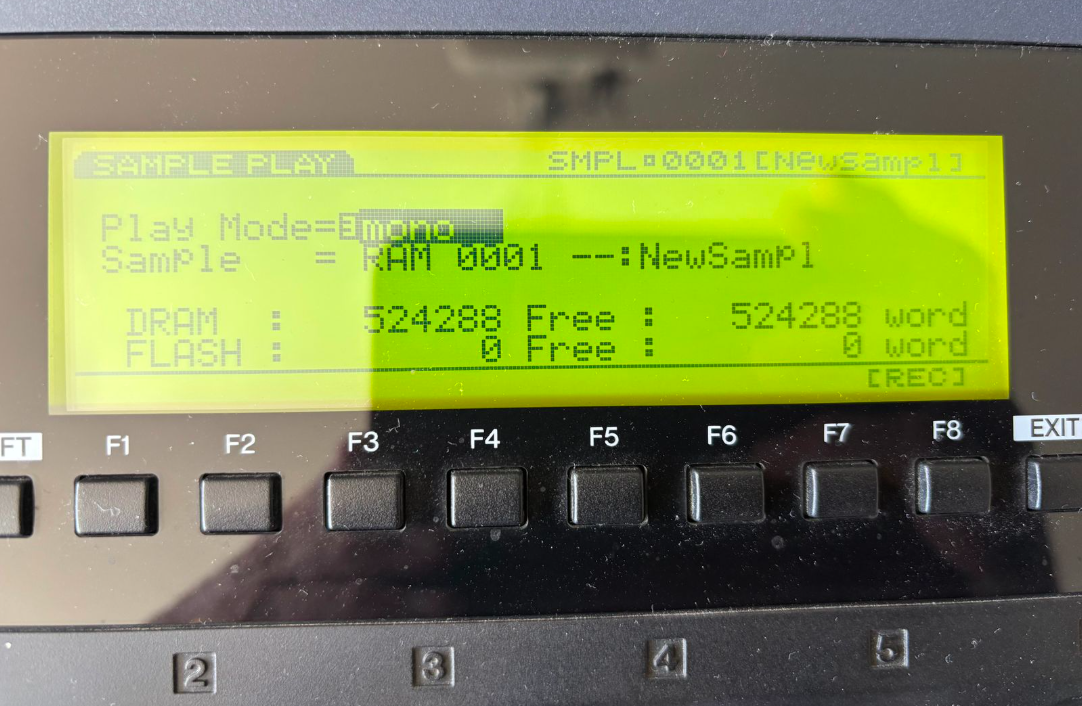 SAMPLE PLAY SMPL:0001[NewSampl]
Play Mode=Emono
Sample = RAM 0001 --:NewSampl
DRAM : 524288 Free : 524288 word
FLASH : 0 Free : 0 word
[REC]
FT F1 F2 F3 F4 F5 F6 F7 F8 EXIT
2 3 4 5